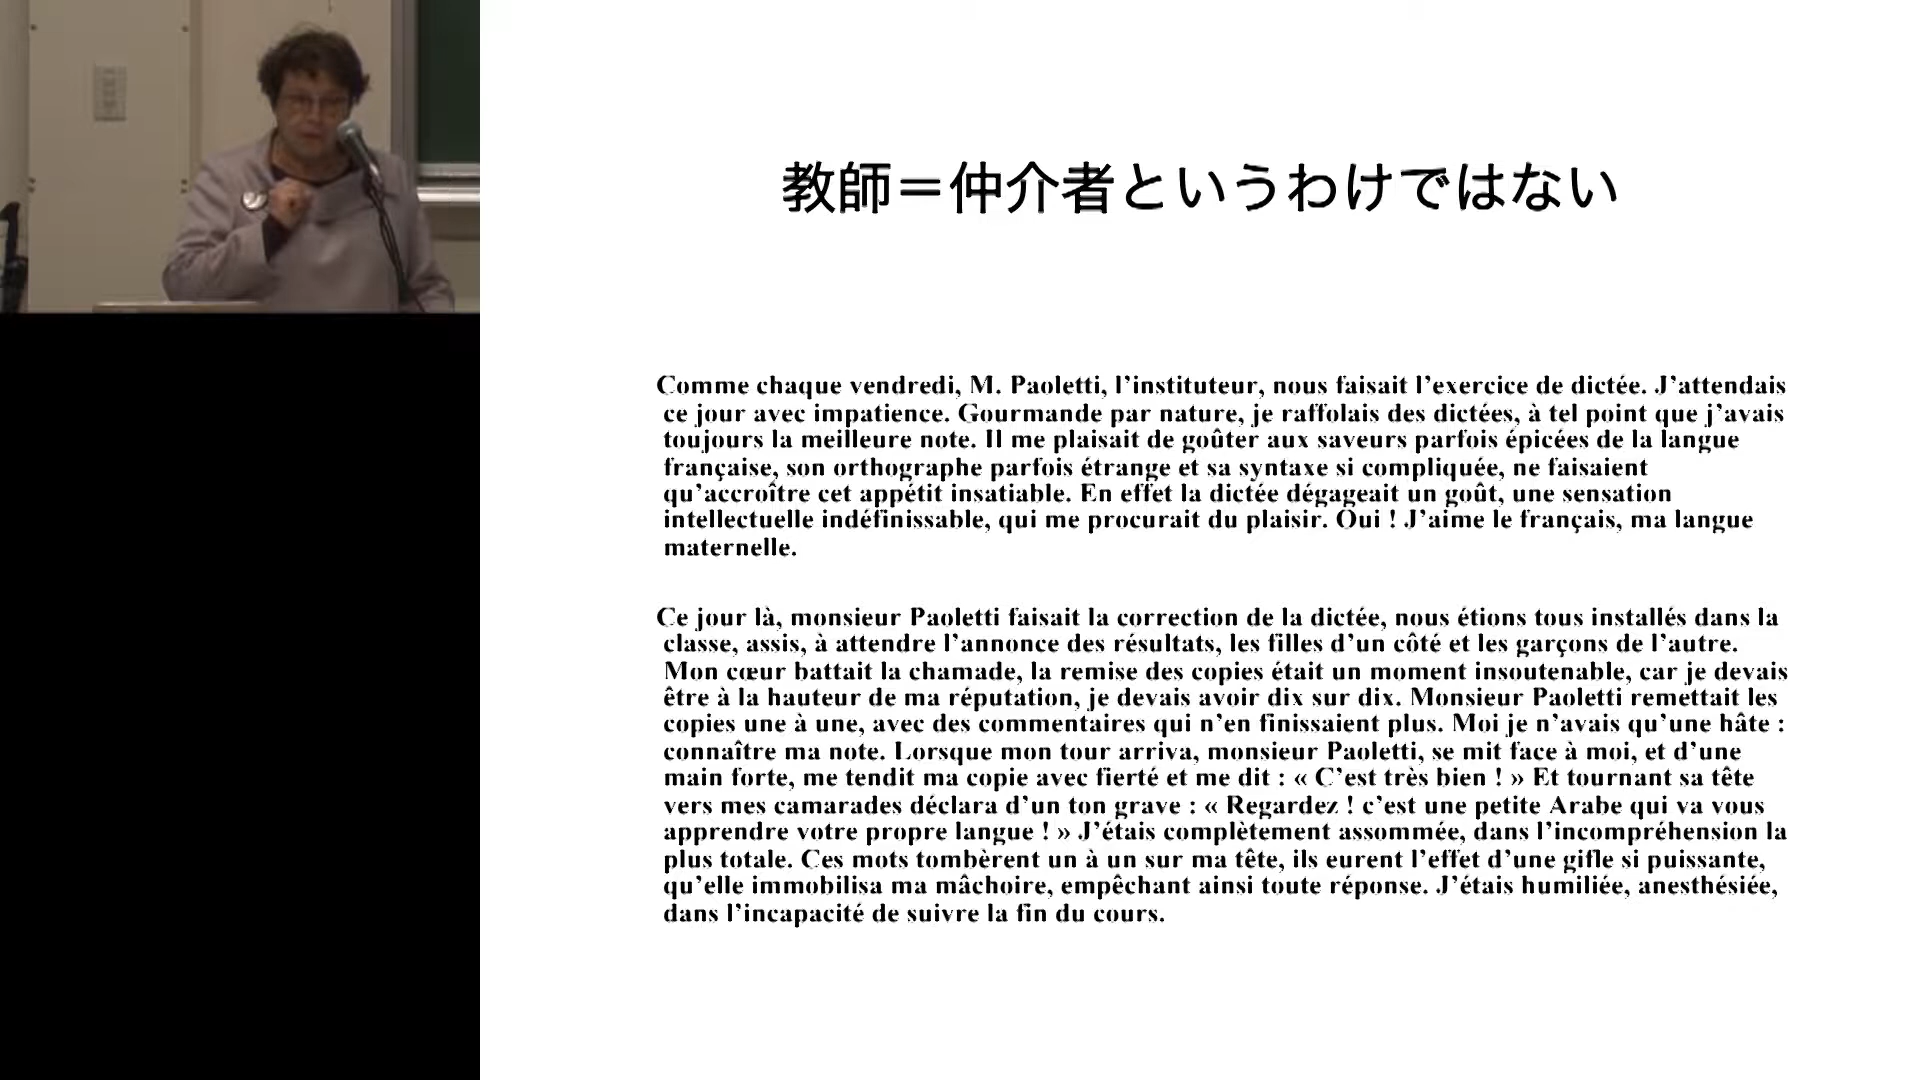 教師＝仲介者というわけではない
Comme chaque vendredi, M. Paoletti, l’instituteur, nous faisait l’exercice de dictée. J’attendais
ce jour avec impatience. Gourmande par nature, je raffolais des dictées, à tel point que j’avais
toujours la meilleure note. Il me plaisait de goûter aux saveurs parfois épicées de la langue
française, son orthographe parfois étrange et sa syntaxe si compliquée, ne faisaient
qu’accroître cet appétit insatiable. En effet la dictée dégageait un goût, une sensation
intellectuelle indéfinissable, qui me procurait du plaisir. Oui ! J’aime le français, ma langue
maternelle.
Ce jour là, monsieur Paoletti faisait la correction de la dictée, nous étions tous installés dans la
classe, assis, à attendre l’annonce des résultats, les filles d’un côté et les garçons de l’autre.
Mon cœur battait la chamade, la remise des copies était un moment insoutenable, car je devais
être à la hauteur de ma réputation, je devais avoir dix sur dix. Monsieur Paoletti remettait les
copies une à une, avec des commentaires qui n’en finissaient plus. Moi je n’avais qu’une hâte :
connaître ma note. Lorsque mon tour arriva, monsieur Paoletti, se mit face à moi, et d’une
main forte, me tendit ma copie avec fierté et me dit : « C’est très bien ! » Et tournant sa tête
vers mes camarades déclara d’un ton grave : « Regardez ! c’est une petite Arabe qui va vous
apprendre votre propre langue ! » J’étais complètement assommée, dans l’incompréhension la
plus totale. Ces mots tombèrent un à un sur ma tête, ils eurent l’effet d’une gifle si puissante,
qu’elle immobilisa ma mâchoire, empêchant ainsi toute réponse. J’étais humiliée, anesthésiée,
dans l’incapacité de suivre la fin du cours.